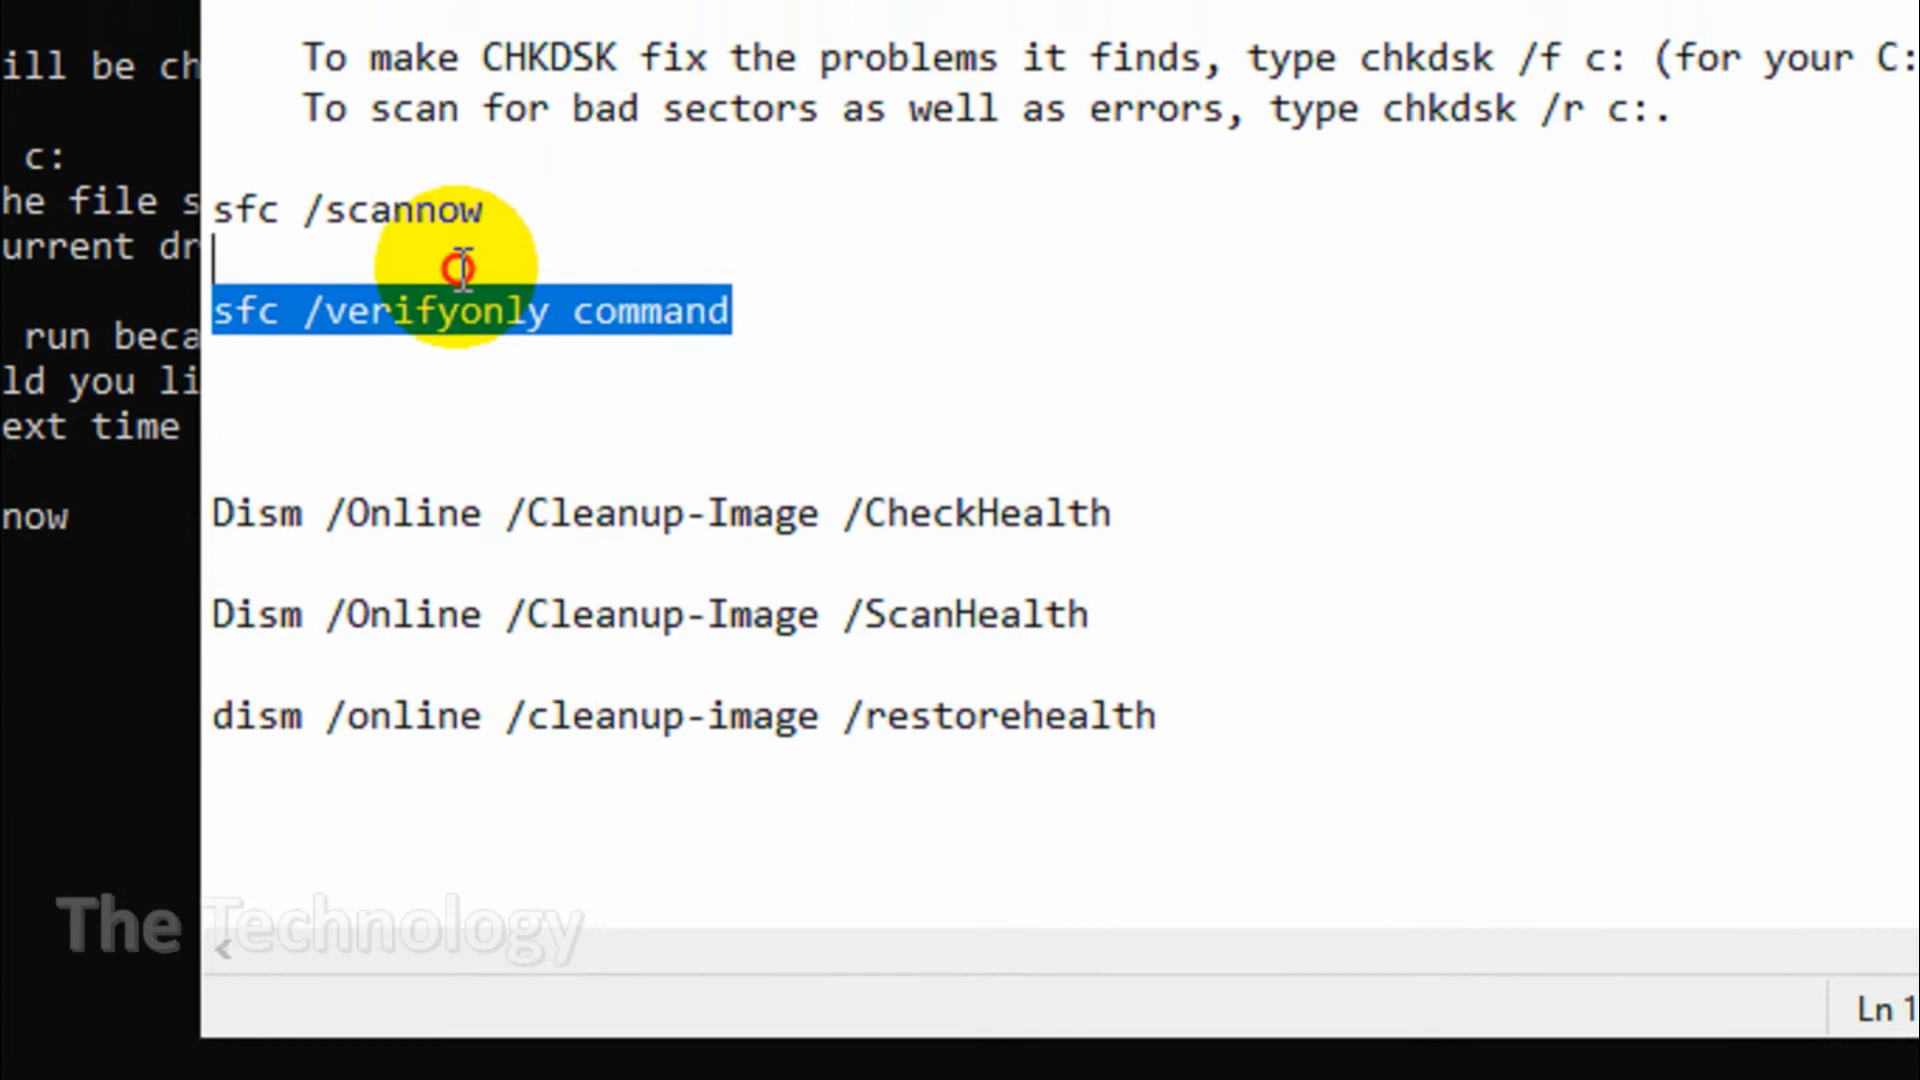 ill be ch
c:
he file s
urrent dr
run beca
ld you li
ext time
now
To make CHKDSK fix the problems it finds, type chkdsk /f c: (for your C:
To scan for bad sectors as well as errors, type chkdsk /r c:.
sfc /scannow
sfc /verifyonly command
Dism /Online /Cleanup-Image /CheckHealth
Dism /Online /Cleanup-Image /ScanHealth
dism /online /cleanup-image /restorehealth
The Technology
Ln 1